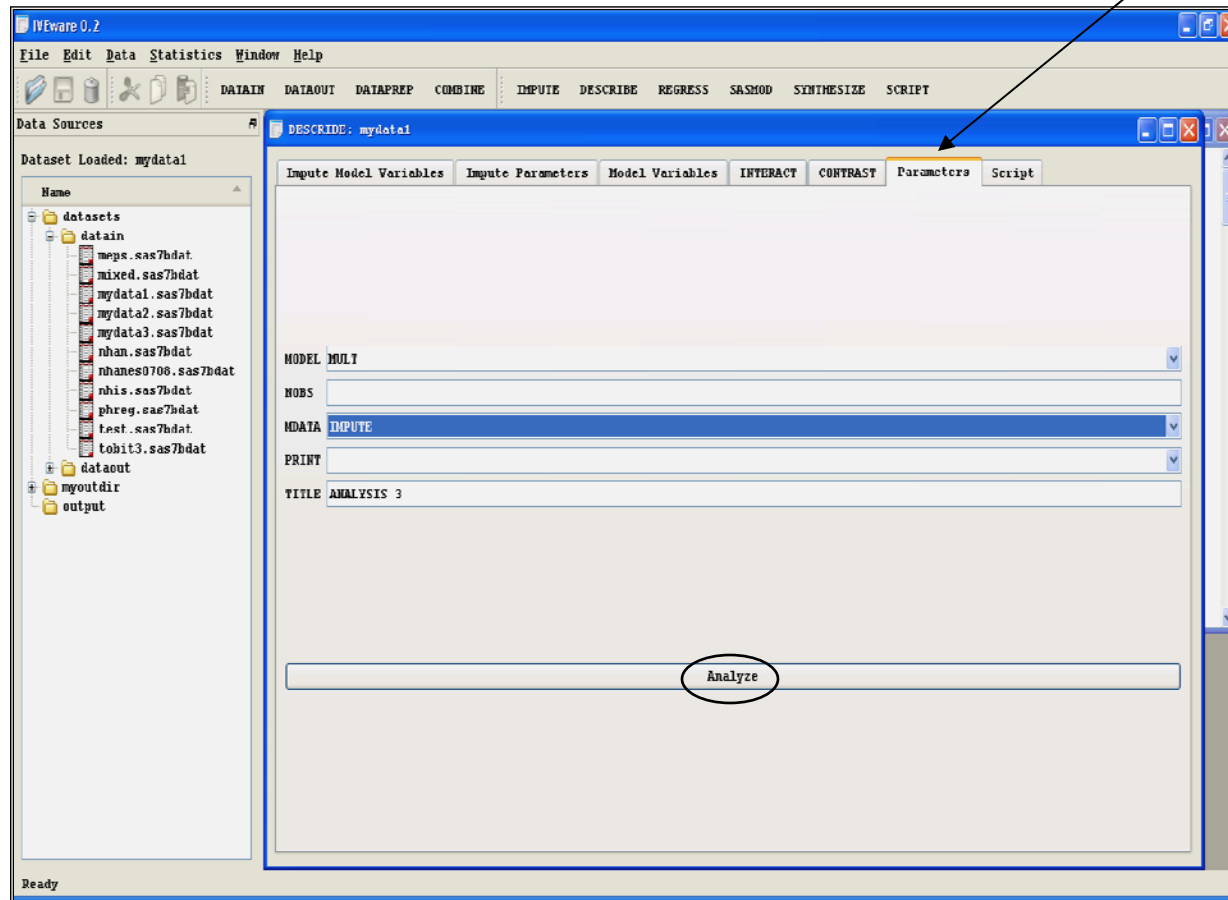 IVEware 0.2
File Edit Data Statistics Window Help
DATAIN DATAOUT DATAPREP COMBINE IMPUTE DESCRIBE REGRESS SASMOD SYNTHESIZE SCRIPT
Data Sources
Dataset Loaded: mydata1
Name
datasets
datain
meps.sas7bdat
mixed.sas7bdat
mydata1.sas7bdat
mydata2.sas7bdat
mydata3.sas7bdat
nhan.sas7bdat
nhanes0708.sas7bdat
nhis.sas7bdat
phreg.sas7bdat
test.sas7bdat
tobit3.sas7bdat
dataout
myoutdir
output
DESCRIBE: mydata1
Impute Model Variables Impute Parameters Model Variables INTERACT CONTRAST Parameters Script
MODEL MULT
NOBS
MDATA IMPUTE
PRINT
TITLE ANALYSIS 3
Analyze
Ready